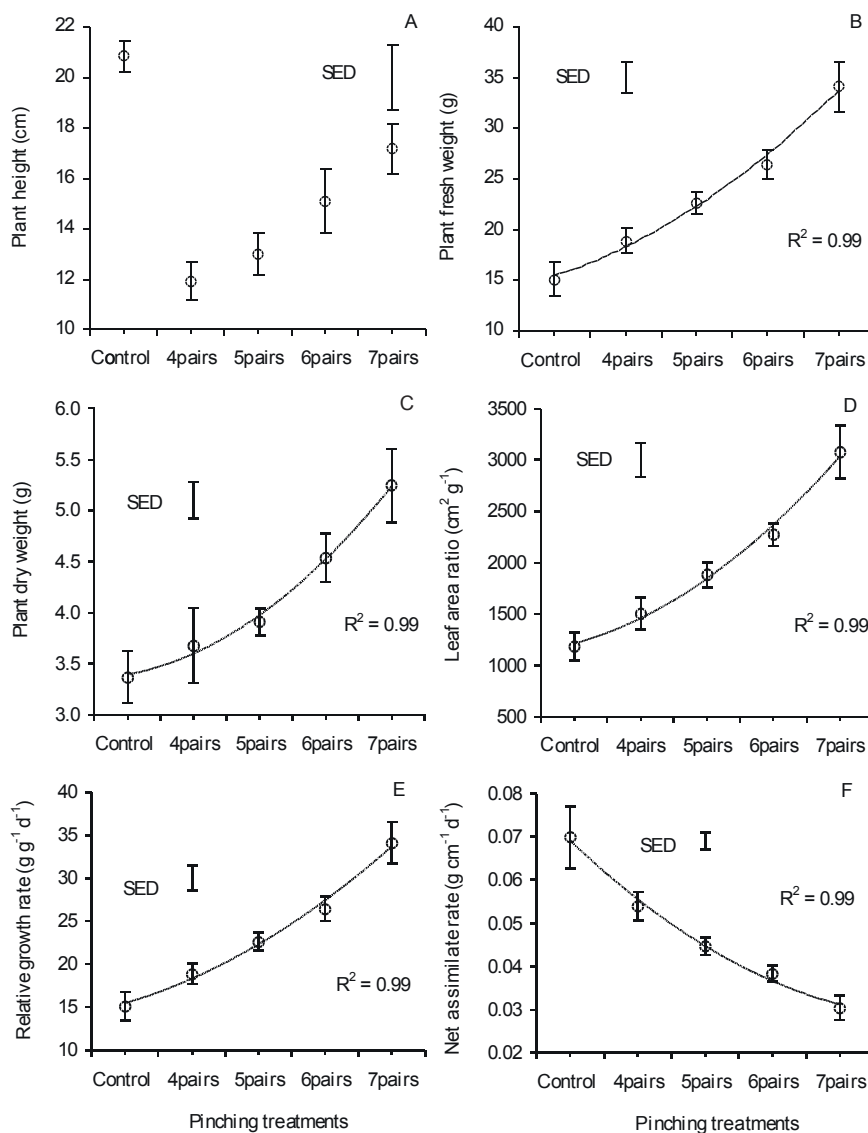 A
Plant height (cm)
22
20
18
16
14
12
10
SED
Control 4pairs 5pairs 6pairs 7pairs
B
Plant fresh weight (g)
40
35
30
25
20
15
10
SED
R² = 0.99
Control 4pairs 5pairs 6pairs 7pairs
C
Plant dry weight (g)
6.0
5.5
5.0
4.5
4.0
3.5
3.0
SED
R² = 0.99
Control 4pairs 5pairs 6pairs 7pairs
D
Leaf area ratio (cm² g⁻¹)
3500
3000
2500
2000
1500
1000
500
SED
R² = 0.99
Control 4pairs 5pairs 6pairs 7pairs
E
Relative growth rate (g g⁻¹ d⁻¹)
40
35
30
25
20
15
10
SED
R² = 0.99
Control 4pairs 5pairs 6pairs 7pairs
Pinching treatments
F
Net assimilate rate (g cm⁻¹ d⁻¹)
0.08
0.07
0.06
0.05
0.04
0.03
0.02
SED
R² = 0.99
Control 4pairs 5pairs 6pairs 7pairs
Pinching treatments